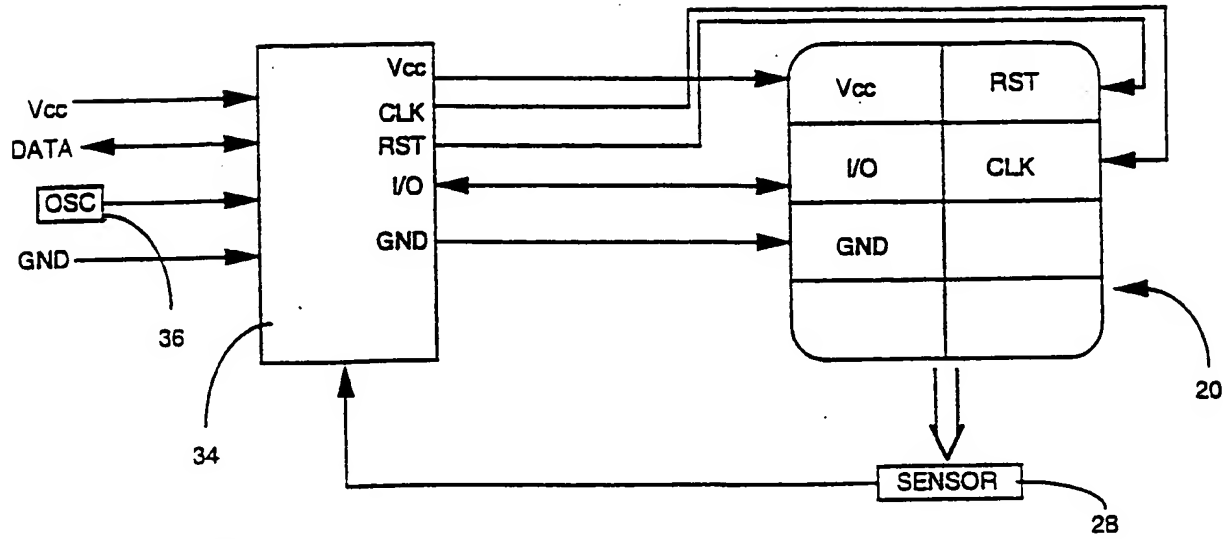 Vcc
DATA
OSC
GND
36
34
Vcc
CLK
RST
I/O
GND
Vcc
RST
I/O
CLK
GND
20
SENSOR
28